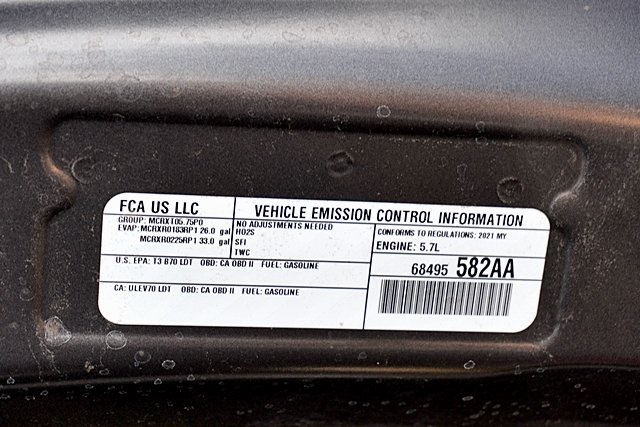 FCA US LLC
VEHICLE EMISSION CONTROL INFORMATION
GROUP: MCRXT05.75P0
EVAP: MCRXR0183RP1 26.0 gal
MCRXR0225RP1 33.0 gal
NO ADJUSTMENTS NEEDED
HO2S
SFI
TWC
CONFORMS TO REGULATIONS: 2021 MY
ENGINE: 5.7L
U.S. EPA: T3 B70 LDT OBD: CA OBD II FUEL: GASOLINE
68495 582AA
CA: ULEV70 LDT OBD: CA OBD II FUEL: GASOLINE